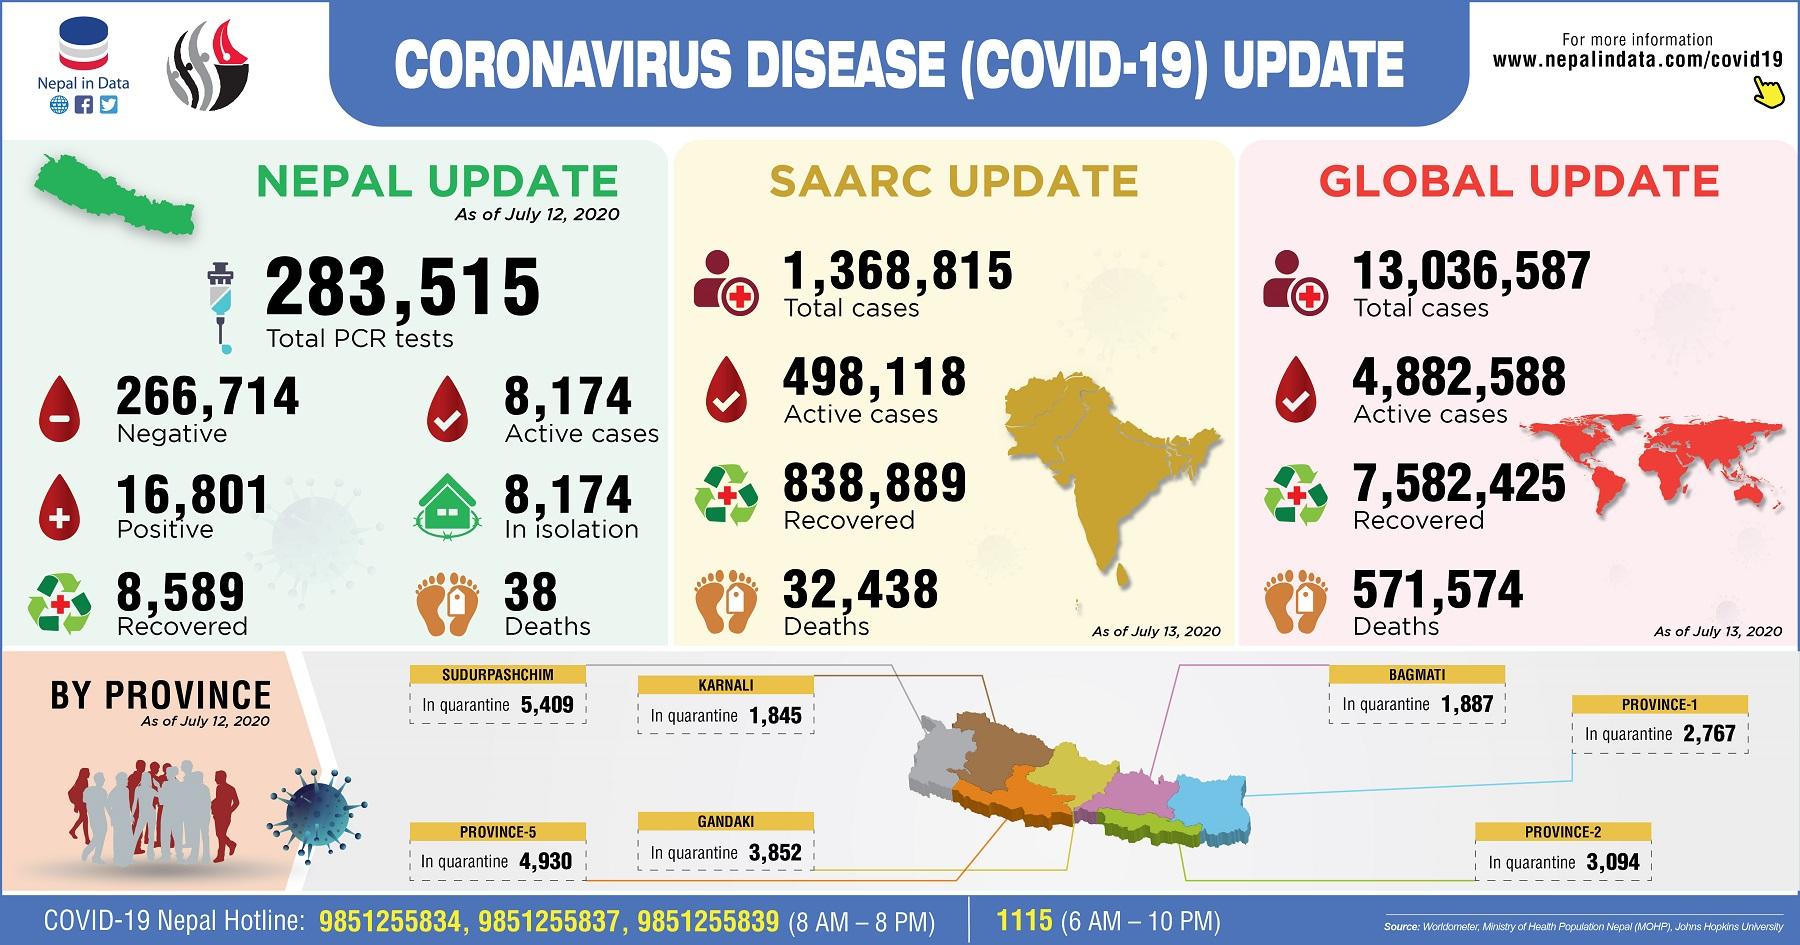 Nepal in Data
CORONAVIRUS DISEASE (COVID-19) UPDATE
For more information
www.nepalindata.com/covid19
NEPAL UPDATE
As of July 12, 2020
283,515
Total PCR tests
266,714
Negative
8,174
Active cases
16,801
Positive
8,174
In isolation
8,589
Recovered
38
Deaths
SAARC UPDATE
1,368,815
Total cases
498,118
Active cases
838,889
Recovered
32,438
Deaths
As of July 13, 2020
GLOBAL UPDATE
13,036,587
Total cases
4,882,588
Active cases
7,582,425
Recovered
571,574
Deaths
As of July 13, 2020
BY PROVINCE
As of July 12, 2020
SUDURPASHCHIM
In quarantine 5,409
KARNALI
In quarantine 1,845
BAGMATI
In quarantine 1,887
PROVINCE-1
In quarantine 2,767
PROVINCE-5
In quarantine 4,930
GANDAKI
In quarantine 3,852
PROVINCE-2
In quarantine 3,094
COVID-19 Nepal Hotline: 9851255834, 9851255837, 9851255839 (8 AM – 8 PM)
1115 (6 AM – 10 PM)
Source: Worldometer, Ministry of Health Population Nepal (MOHP), Johns Hopkins University